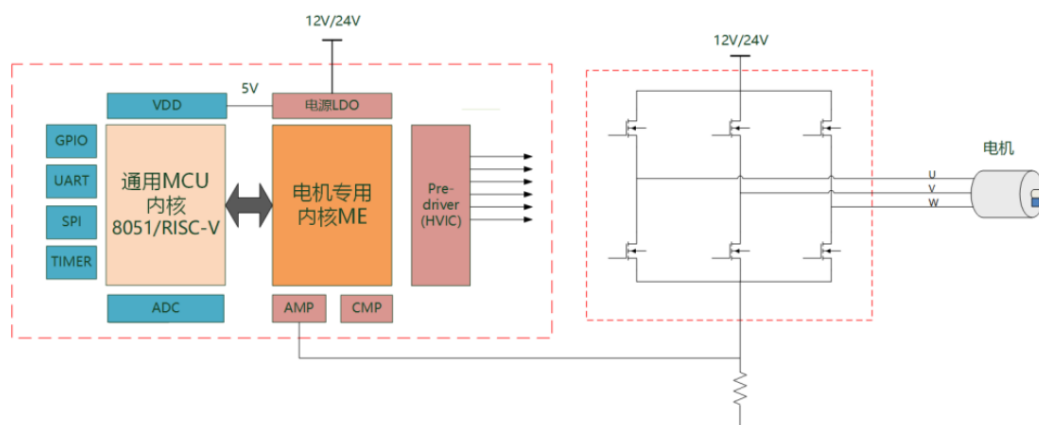 12V/24V
5V
VDD
电源LDO
GPIO
UART
SPI
TIMER
通用MCU
内核
8051/RISC-V
电机专用
内核ME
Pre-
driver
(HVIC)
ADC
AMP
CMP
12V/24V
电机
U
V
W